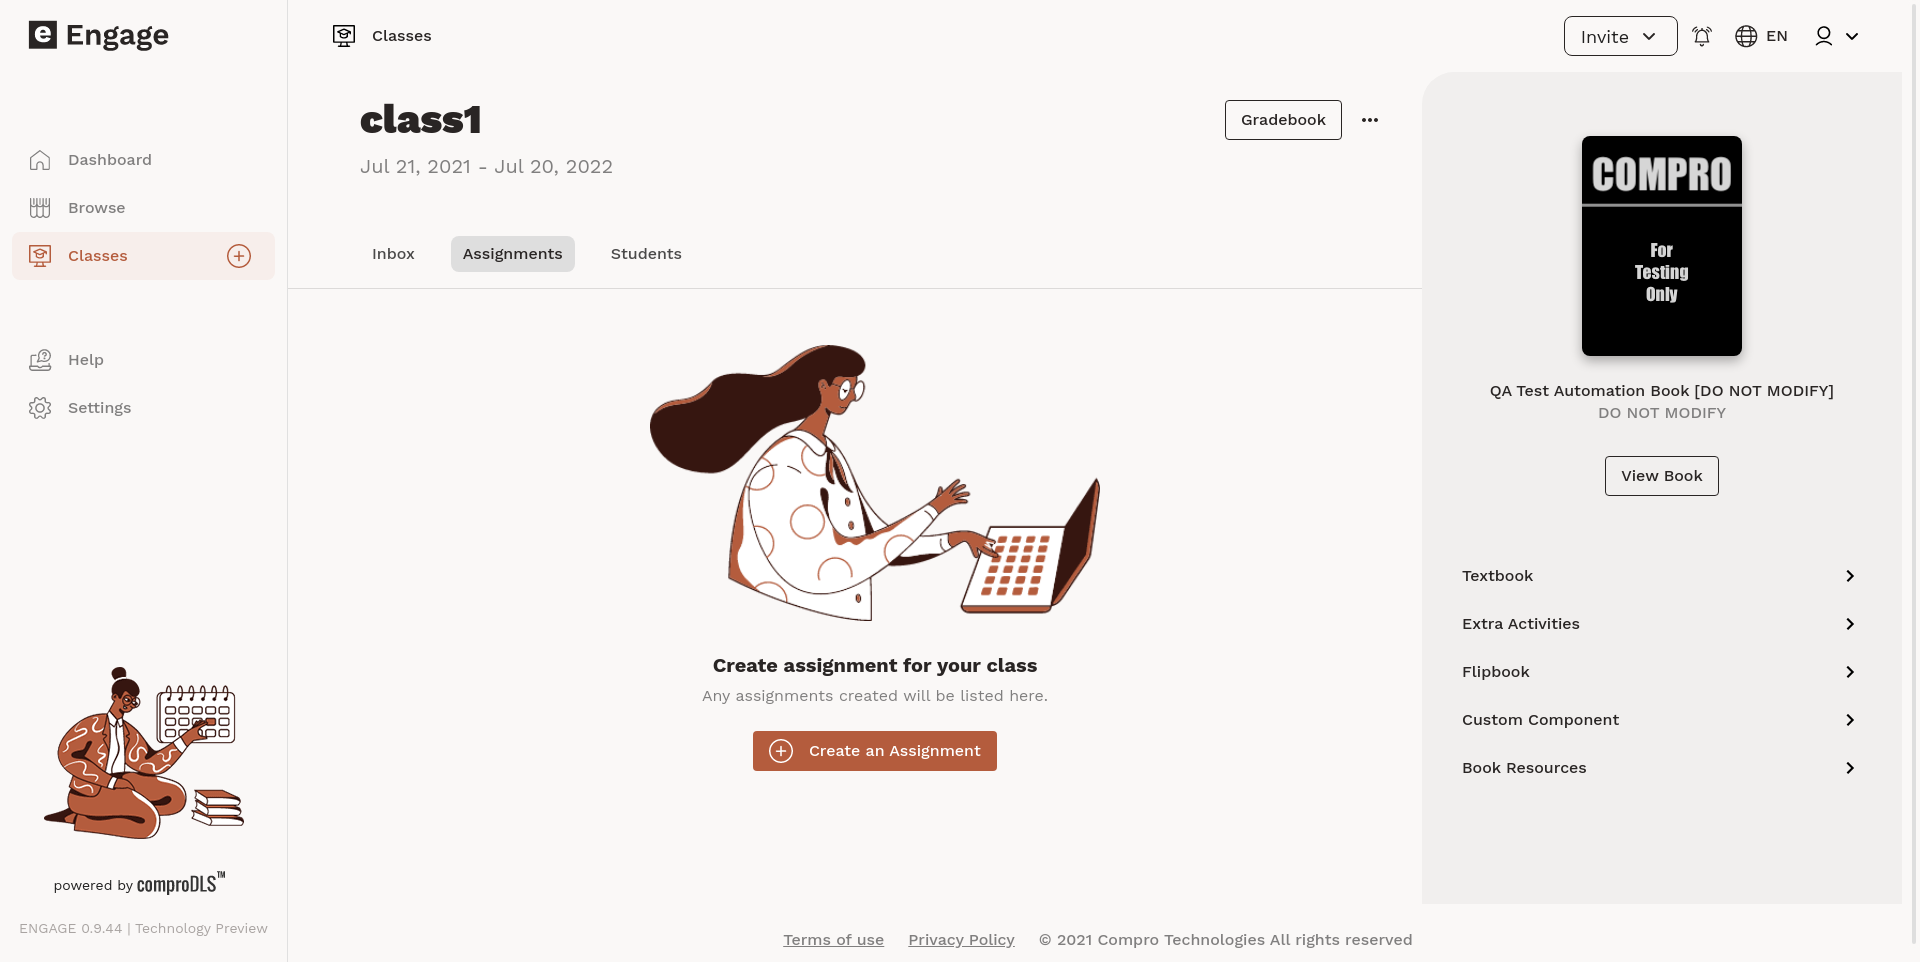 e Engage
Classes
Invite
EN
Dashboard
Browse
Classes
Help
Settings
powered by comproDLS™
ENGAGE 0.9.44 | Technology Preview
class1
Gradebook
Jul 21, 2021 - Jul 20, 2022
Inbox
Assignments
Students
Create assignment for your class
Any assignments created will be listed here.
Create an Assignment
COMPRO
For
Testing
Only
QA Test Automation Book [DO NOT MODIFY]
DO NOT MODIFY
View Book
Textbook
Extra Activities
Flipbook
Custom Component
Book Resources
Terms of use
Privacy Policy
© 2021 Compro Technologies All rights reserved